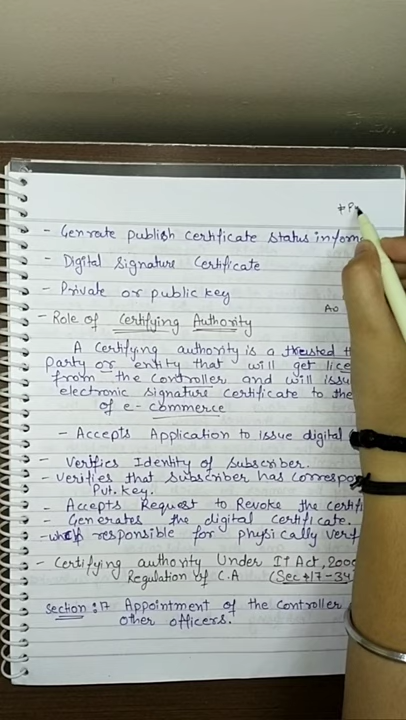 - Genrate publish certificate status inform
- Digital Signature Certificate
- Private or public key
- Role of Certifying Authority
A Certifying authority is a trusted
Party or entity that will get lice
from the Controller and will issu
electronic signature Certificate to the
of e-commerce
- Accepts Application to issue digital
- Verifies Identity of Subscriber.
- Verifies that subscriber has correspo
Pvt. key.
- Accepts Request to Revoke the certifi
- Generates the digital certificate.
responsible for physically verf
- Certifying authority Under IT Act, 2000
Regulation of C.A (Sec 17-34
section : 17 Appointment of the Controller
other officers.